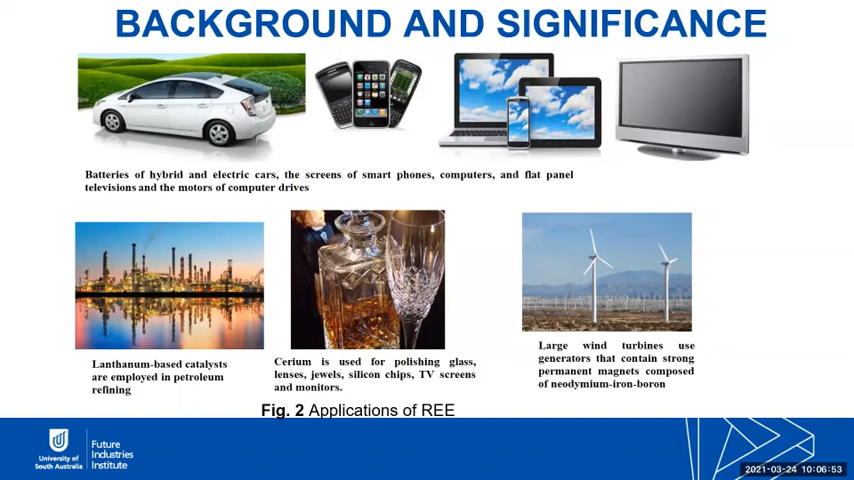 BACKGROUND AND SIGNIFICANCE
Batteries of hybrid and electric cars, the screens of smart phones, computers, and flat panel
televisions and the motors of computer drives
Lanthanum-based catalysts
are employed in petroleum
refining
Cerium is used for polishing glass,
lenses, jewels, silicon chips, TV screens
and monitors.
Large wind turbines use
generators that contain strong
permanent magnets composed
of neodymium-iron-boron
Fig. 2 Applications of REE
University of
South Australia
Future
Industries
Institute
2021-03-24 10:06:53